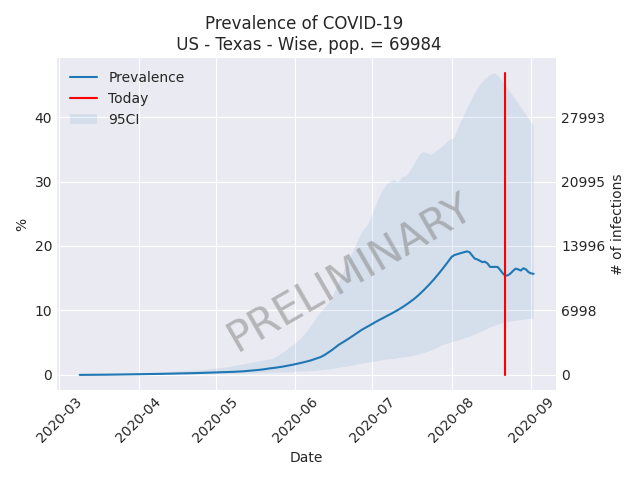 Prevalence of COVID-19
US - Texas - Wise, pop. = 69984
Prevalence
Today
95CI
PRELIMINARY
%
40
30
20
10
0
27993
20995
13996
6998
0
# of infections
2020-03
2020-04
2020-05
2020-06
2020-07
2020-08
2020-09
Date